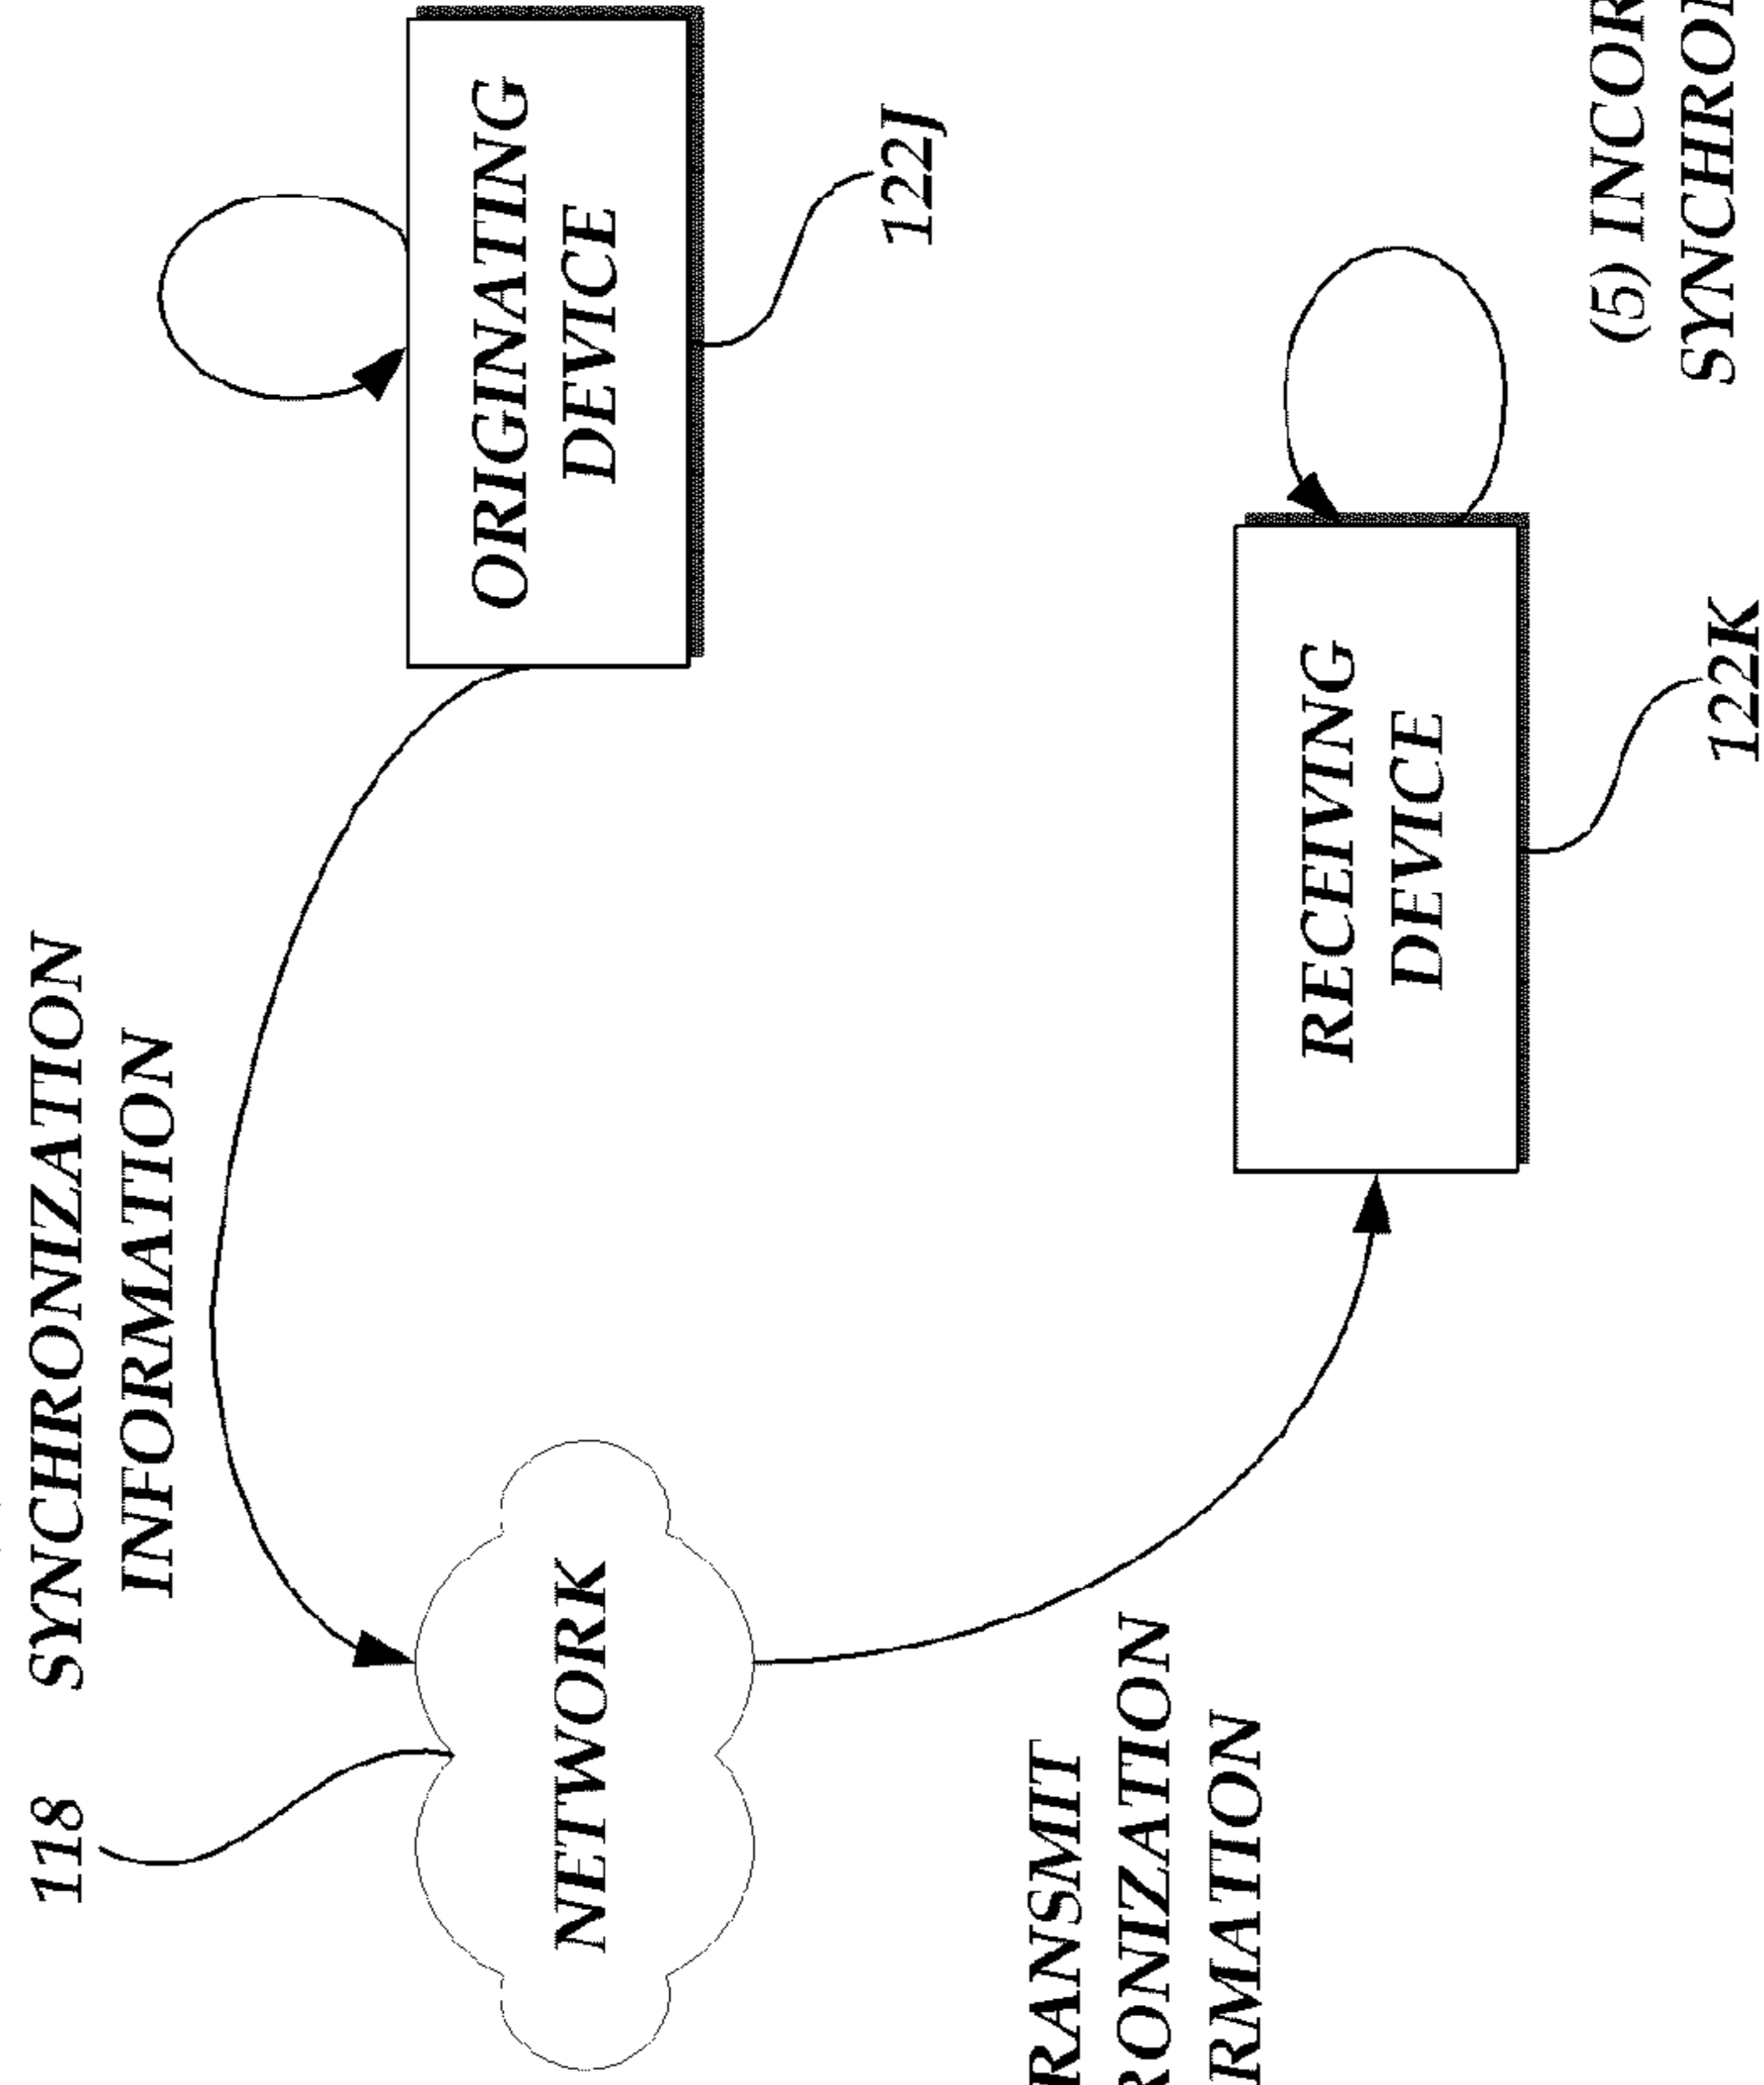 118
SYNCHRONIZATION
INFORMATION
NETWORK
ORIGINATING
DEVICE
122J
RANSMIT
RONIZATION
RMATION
RECEIVING
DEVICE
122K
(5) INCOR
SYNCHRO